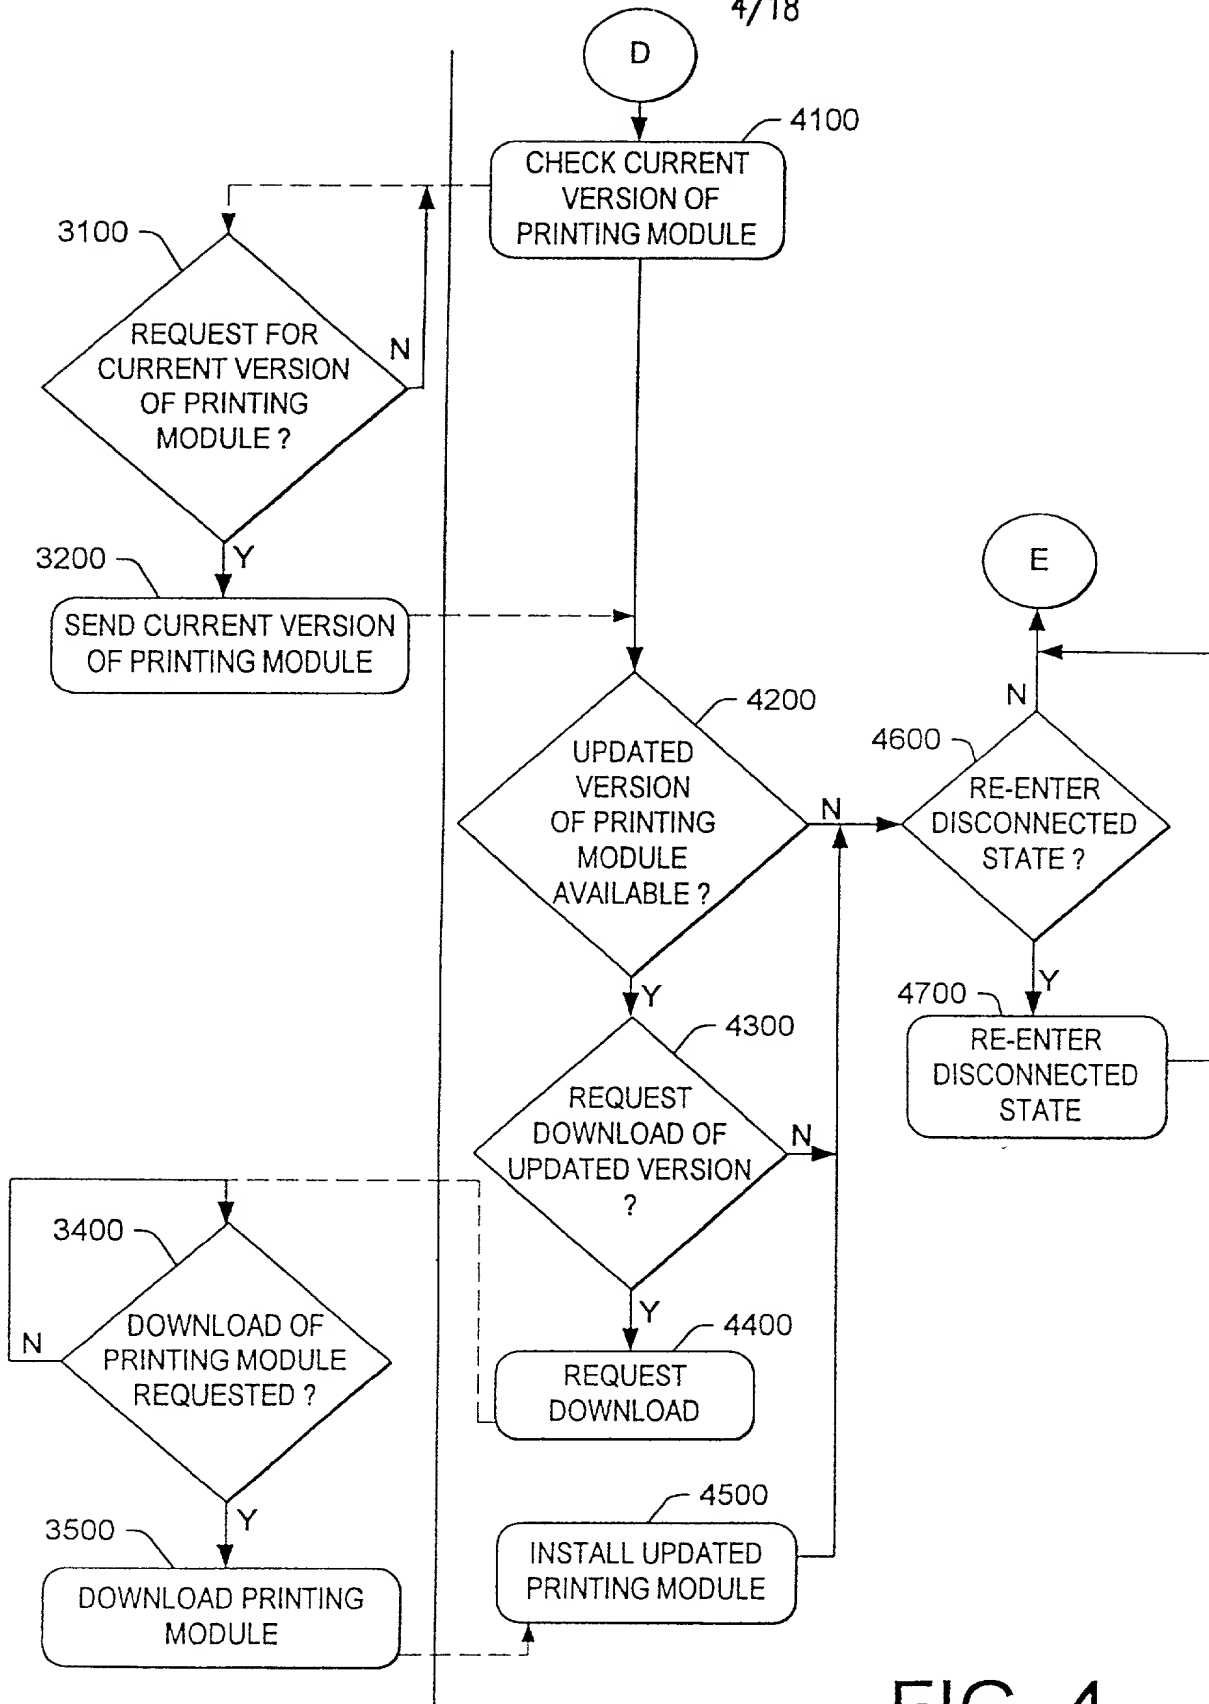 4/18
D
4100
CHECK CURRENT
VERSION OF
PRINTING MODULE
3100
REQUEST FOR
CURRENT VERSION
OF PRINTING
MODULE ?
N
Y
3200
SEND CURRENT VERSION
OF PRINTING MODULE
E
N
4200
UPDATED
VERSION
OF PRINTING
MODULE
AVAILABLE ?
N
Y
4600
RE-ENTER
DISCONNECTED
STATE ?
Y
4700
RE-ENTER
DISCONNECTED
STATE
4300
REQUEST
DOWNLOAD OF
UPDATED VERSION
?
N
Y
3400
DOWNLOAD OF
PRINTING MODULE
REQUESTED ?
N
Y
4400
REQUEST
DOWNLOAD
4500
INSTALL UPDATED
PRINTING MODULE
3500
DOWNLOAD PRINTING
MODULE
FIG. 4